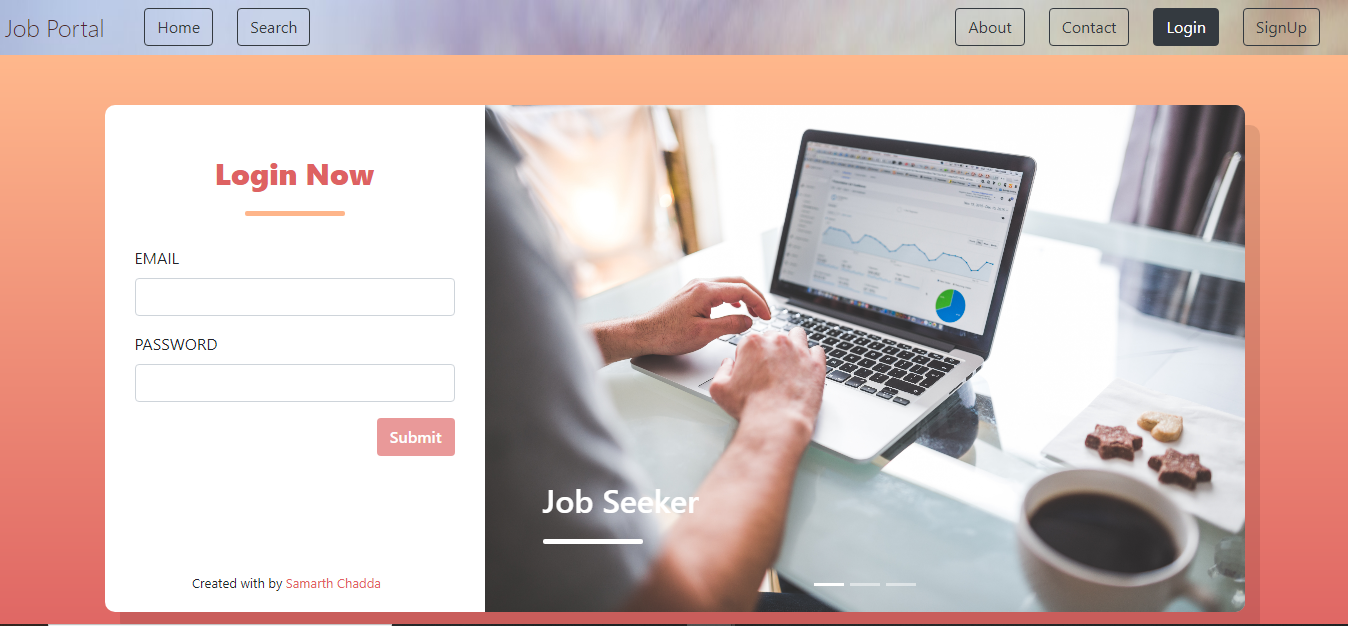 Job Portal Home Search About Contact Login SignUp
Login Now
EMAIL
PASSWORD
Submit
Job Seeker
Created with by Samarth Chadda